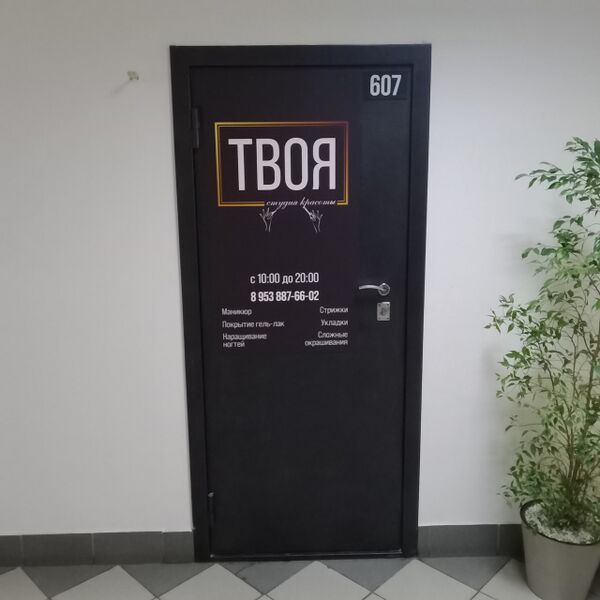 607
ТВОЯ
студия красоты
с 10:00 до 20:00
8 953 887-66-02
Маникюр
Покрытие гель-лак
Наращивание
ногтей
Стрижки
Укладки
Сложные
окрашивания